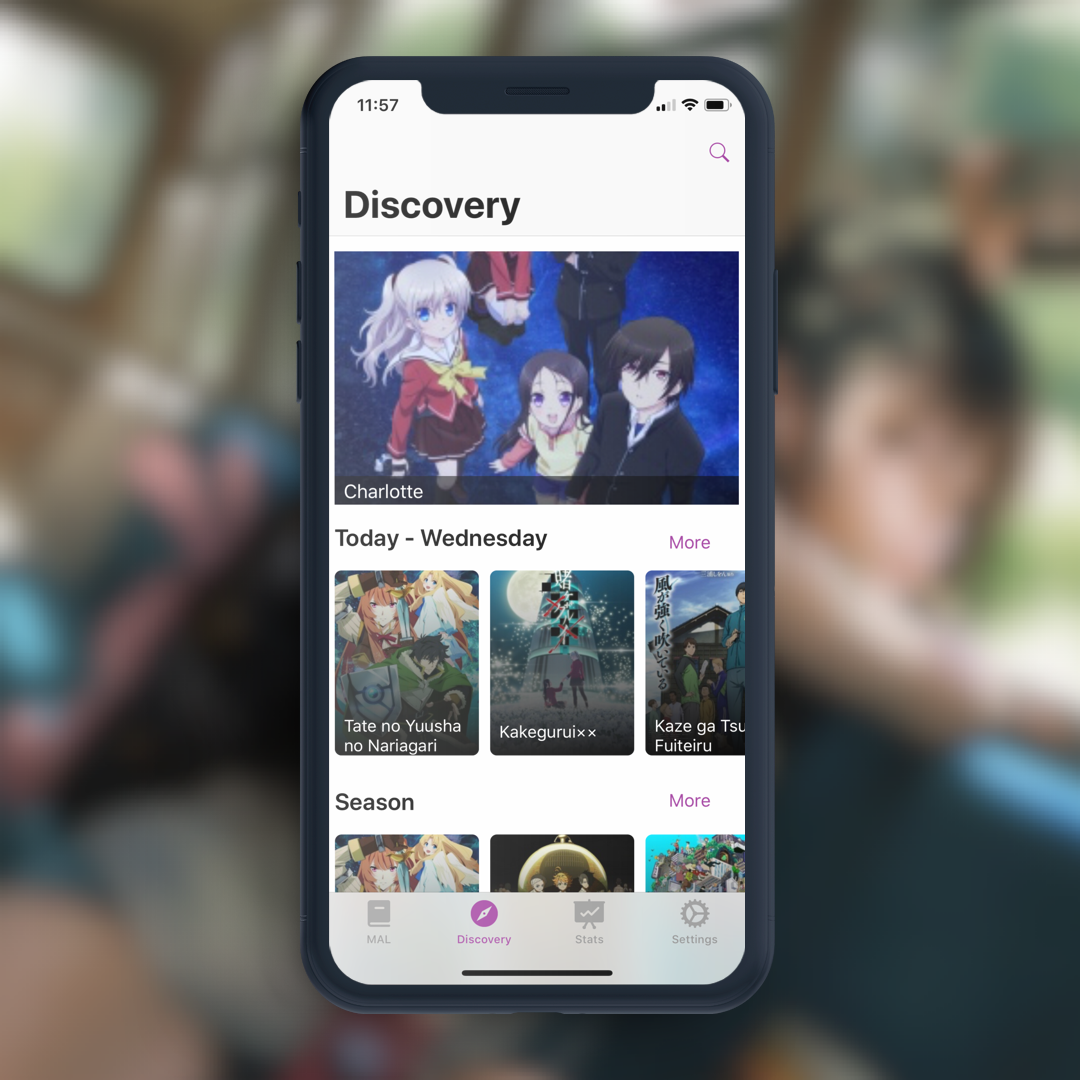 11:57
Discovery
Charlotte
Today - Wednesday
More
風が強く吹いている
Tate no Yuusha
no Nariagari
Kakegurui××
Kaze ga Tsu
Fuiteiru
Season
More
MAL
Discovery
Stats
Settings